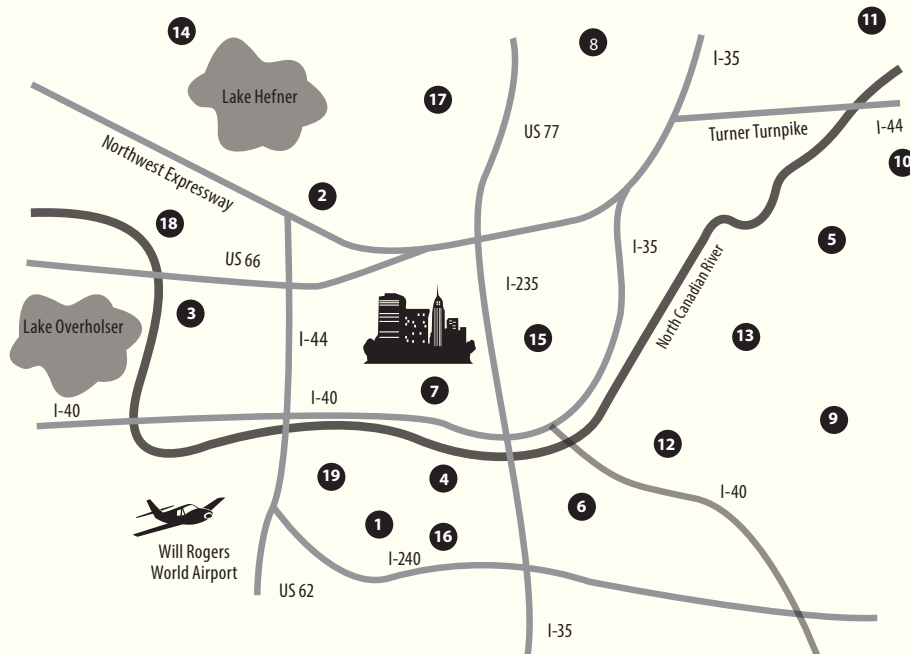 11
14
8
I-35
Lake Hefner
17
US 77
Turner Turnpike
I-44
Northwest Expressway
10
2
18
5
US 66
I-35
North Canadian River
I-235
3
Lake Overholser
I-44
15
13
7
I-40
I-40
9
12
19
4
I-40
6
1
16
Will Rogers
World Airport
I-240
US 62
I-35